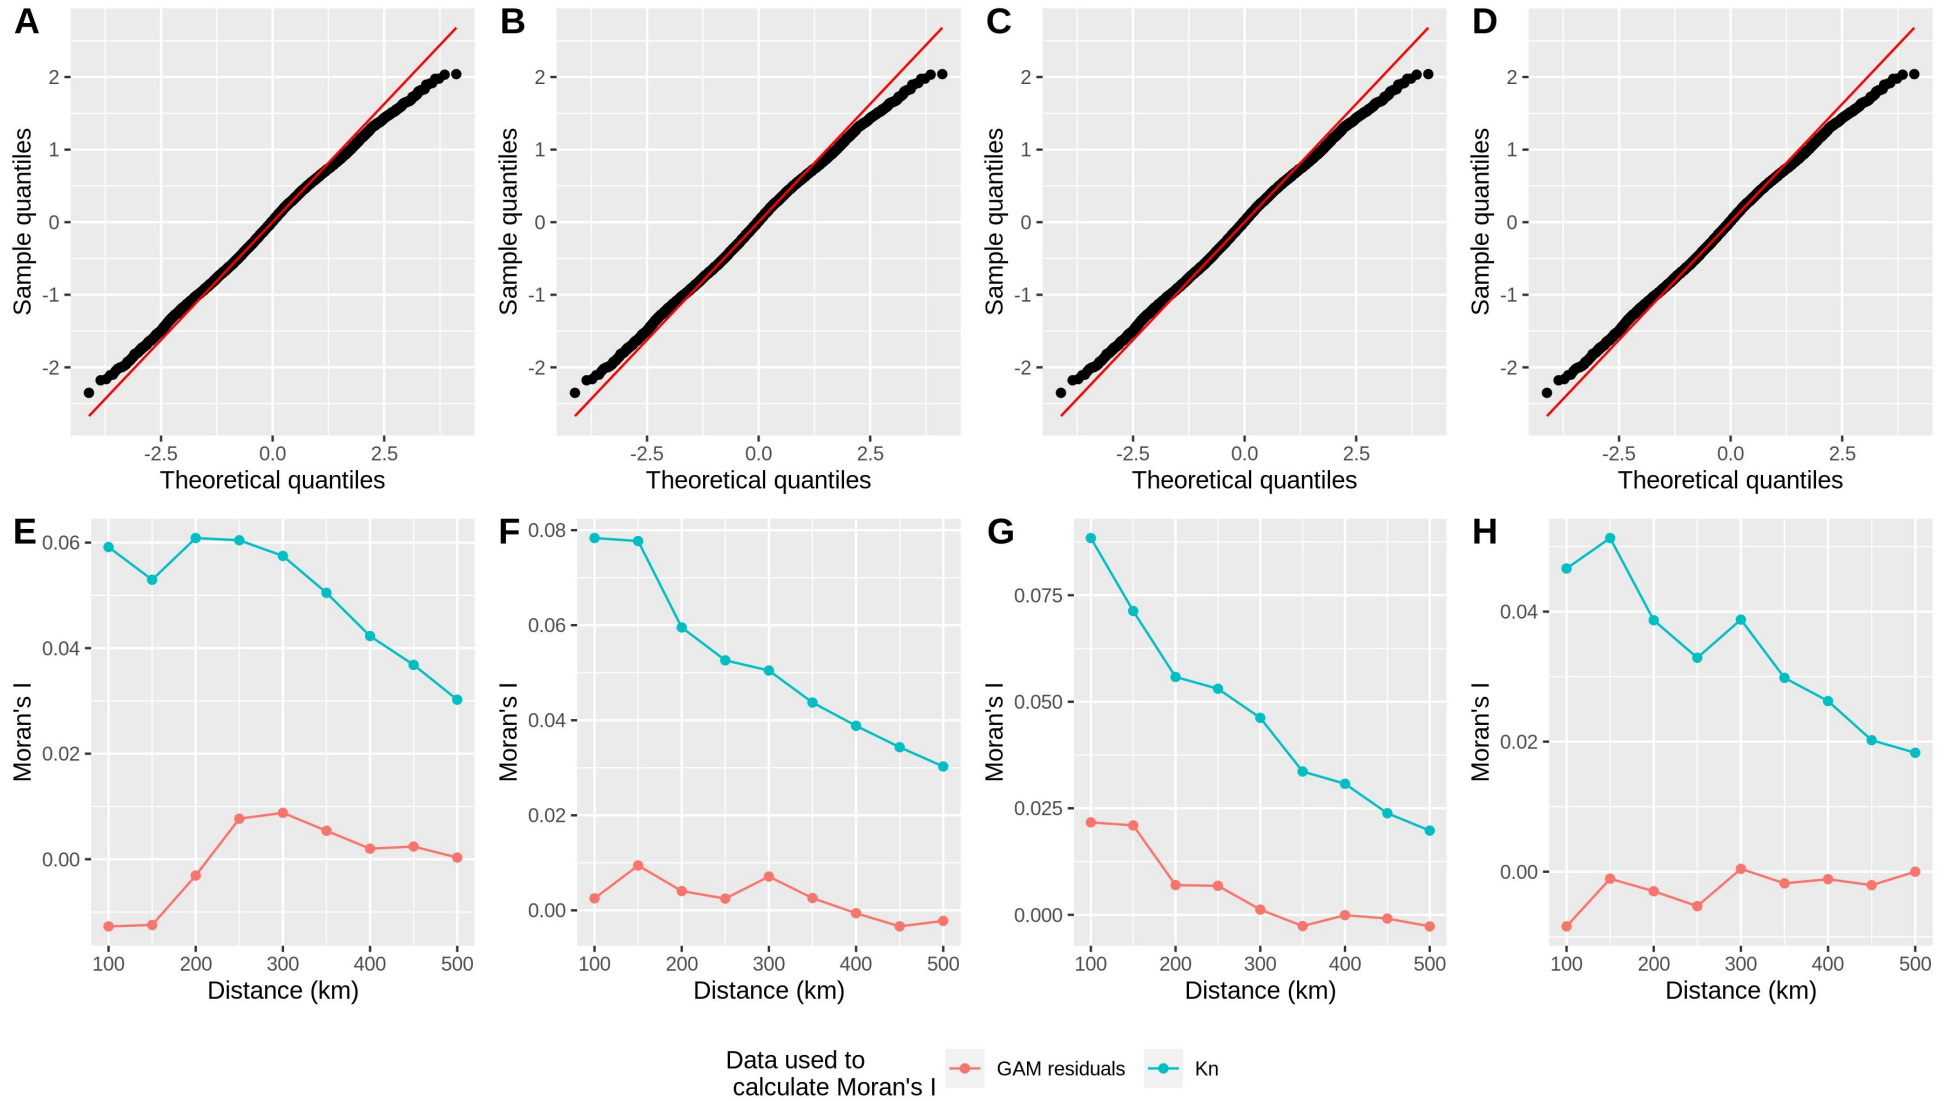 A
B
C
D
Sample quantiles
2
1
0
-1
-2
-2.5 0.0 2.5
Theoretical quantiles
Sample quantiles
2
1
0
-1
-2
-2.5 0.0 2.5
Theoretical quantiles
Sample quantiles
2
1
0
-1
-2
-2.5 0.0 2.5
Theoretical quantiles
Sample quantiles
2
1
0
-1
-2
-2.5 0.0 2.5
Theoretical quantiles
E
Moran's I
0.06
0.04
0.02
0.00
100 200 300 400 500
Distance (km)
F
Moran's I
0.08
0.06
0.04
0.02
0.00
100 200 300 400 500
Distance (km)
G
Moran's I
0.075
0.050
0.025
0.000
100 200 300 400 500
Distance (km)
H
Moran's I
0.04
0.02
0.00
100 200 300 400 500
Distance (km)
Data used to
calculate Moran's I
GAM residuals
Kn